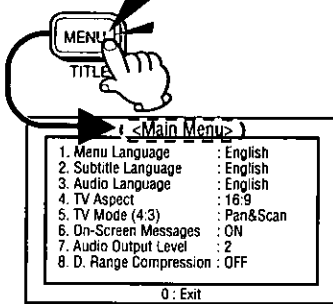 MENU
TITLE
<Main Menu>
1. Menu Language : English
2. Subtitle Language : English
3. Audio Language : English
4. TV Aspect : 16:9
5. TV Mode (4:3) : Pan&Scan
6. On-Screen Messages : ON
7. Audio Output Level : 2
8. D. Range Compression : OFF
0 : Exit